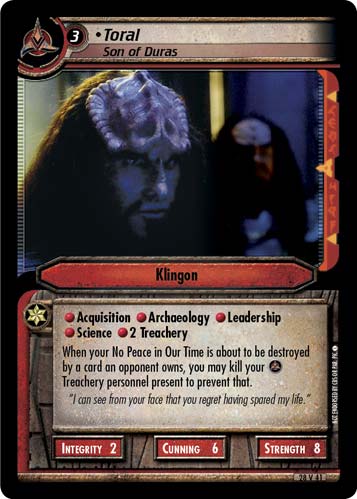 3 • Toral
Son of Duras
Klingon
Acquisition Archaeology Leadership
Science 2 Treachery
When your No Peace in Our Time is about to be destroyed
by a card an opponent owns, you may kill your
Treachery personnel present to prevent that.
"I can see from your face that you regret having spared my life."
INTEGRITY 2 CUNNING 6 STRENGTH 8
28 V 41